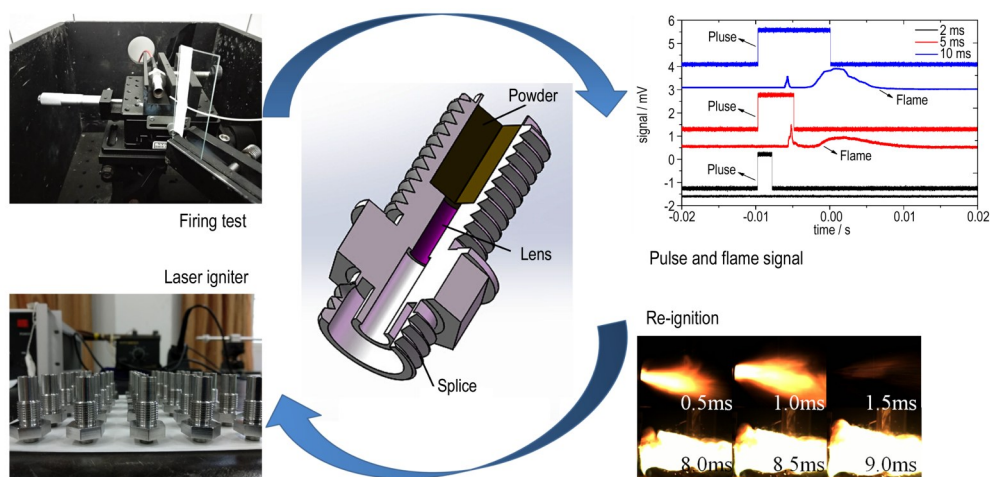 Firing test
Laser igniter
Powder
Lens
Splice
signal / mV
6
5
4
3
2
1
0
-1
-2
Pluse
Pluse
Pluse
2 ms
5 ms
10 ms
Flame
Flame
-0.02
-0.01
0.00
0.01
0.02
time / s
Pulse and flame signal
Re-ignition
0.5ms
1.0ms
1.5ms
8.0ms
8.5ms
9.0ms